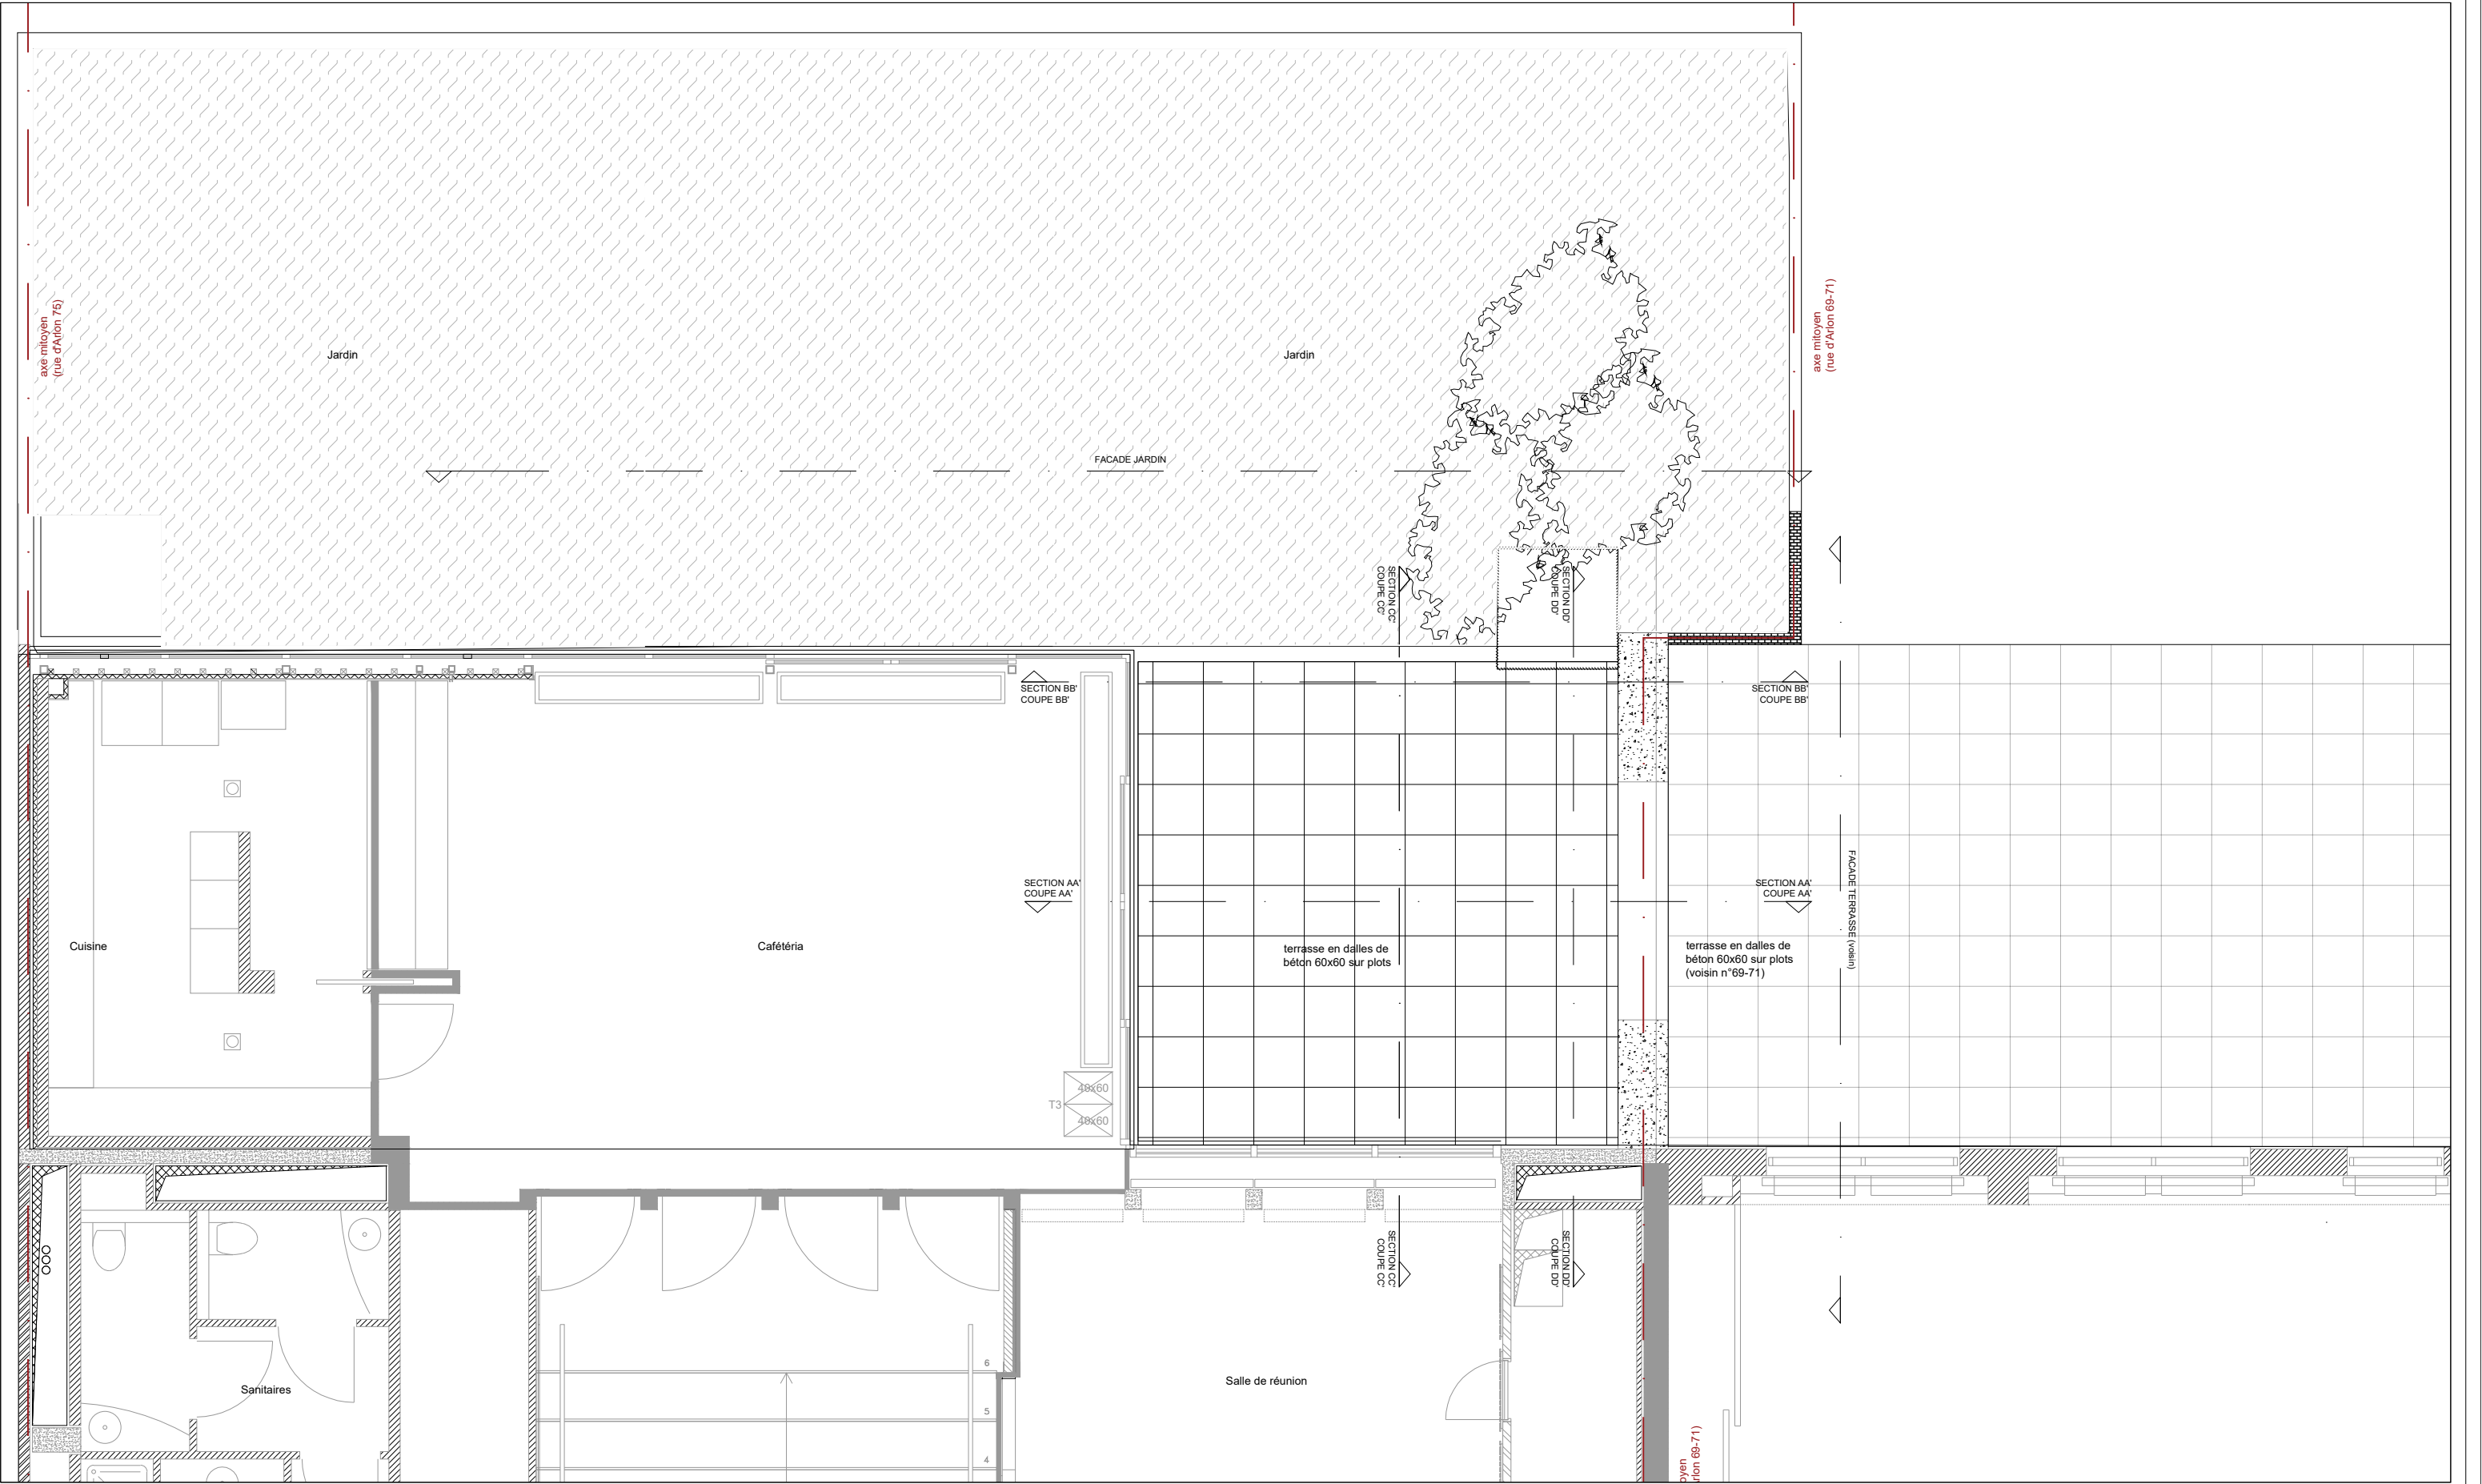 axe mitoyen
(rue d'Arlon 75)
axe mitoyen
(rue d'Arlon 69-71)
Jardin
Jardin
FACADE JARDIN
SECTION CC'
COUPE CC'
SECTION DD'
COUPE DD'
SECTION BB'
COUPE BB'
SECTION BB'
COUPE BB'
SECTION AA'
COUPE AA'
SECTION AA'
COUPE AA'
FACADE TERRASSE (voisin)
Cuisine
Cafétéria
terrasse en dalles de
béton 60x60 sur plots
terrasse en dalles de
béton 60x60 sur plots
(voisin n°69-71)
40x60
T3
40x60
SECTION CC'
COUPE CC'
SECTION DD'
COUPE DD'
6
Salle de réunion
Sanitaires
5
4
oyen
rlon 69-71)